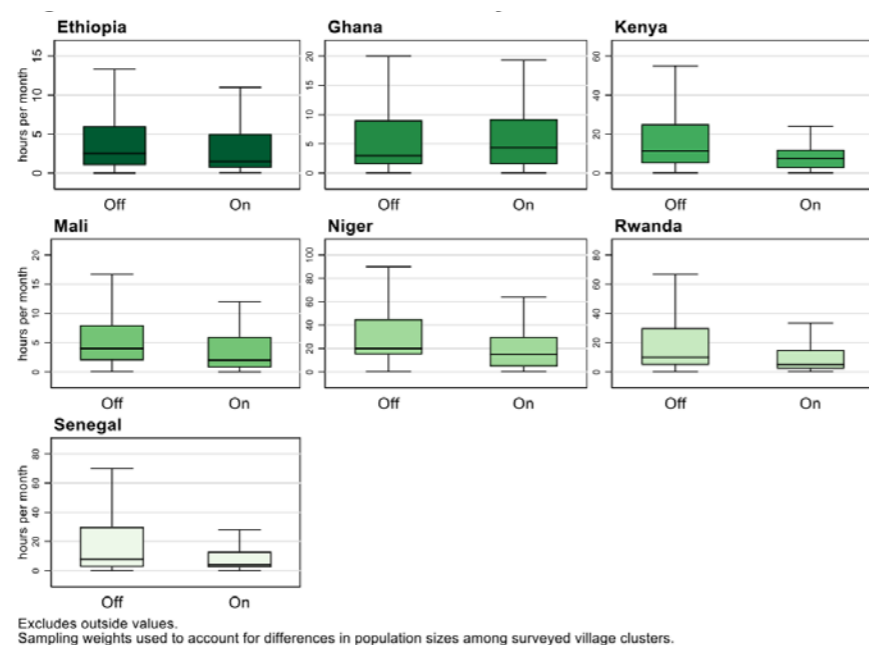 Ethiopia
Ghana
Kenya
hours per month
0 5 10 15
0 5 10 15 20
0 20 40 60
Off On
Off On
Off On
Mali
Niger
Rwanda
hours per month
0 5 10 15 20
0 20 40 60 80 100
0 20 40 60 80
Off On
Off On
Off On
Senegal
hours per month
0 20 40 60 80
Off On
Excludes outside values.
Sampling weights used to account for differences in population sizes among surveyed village clusters.